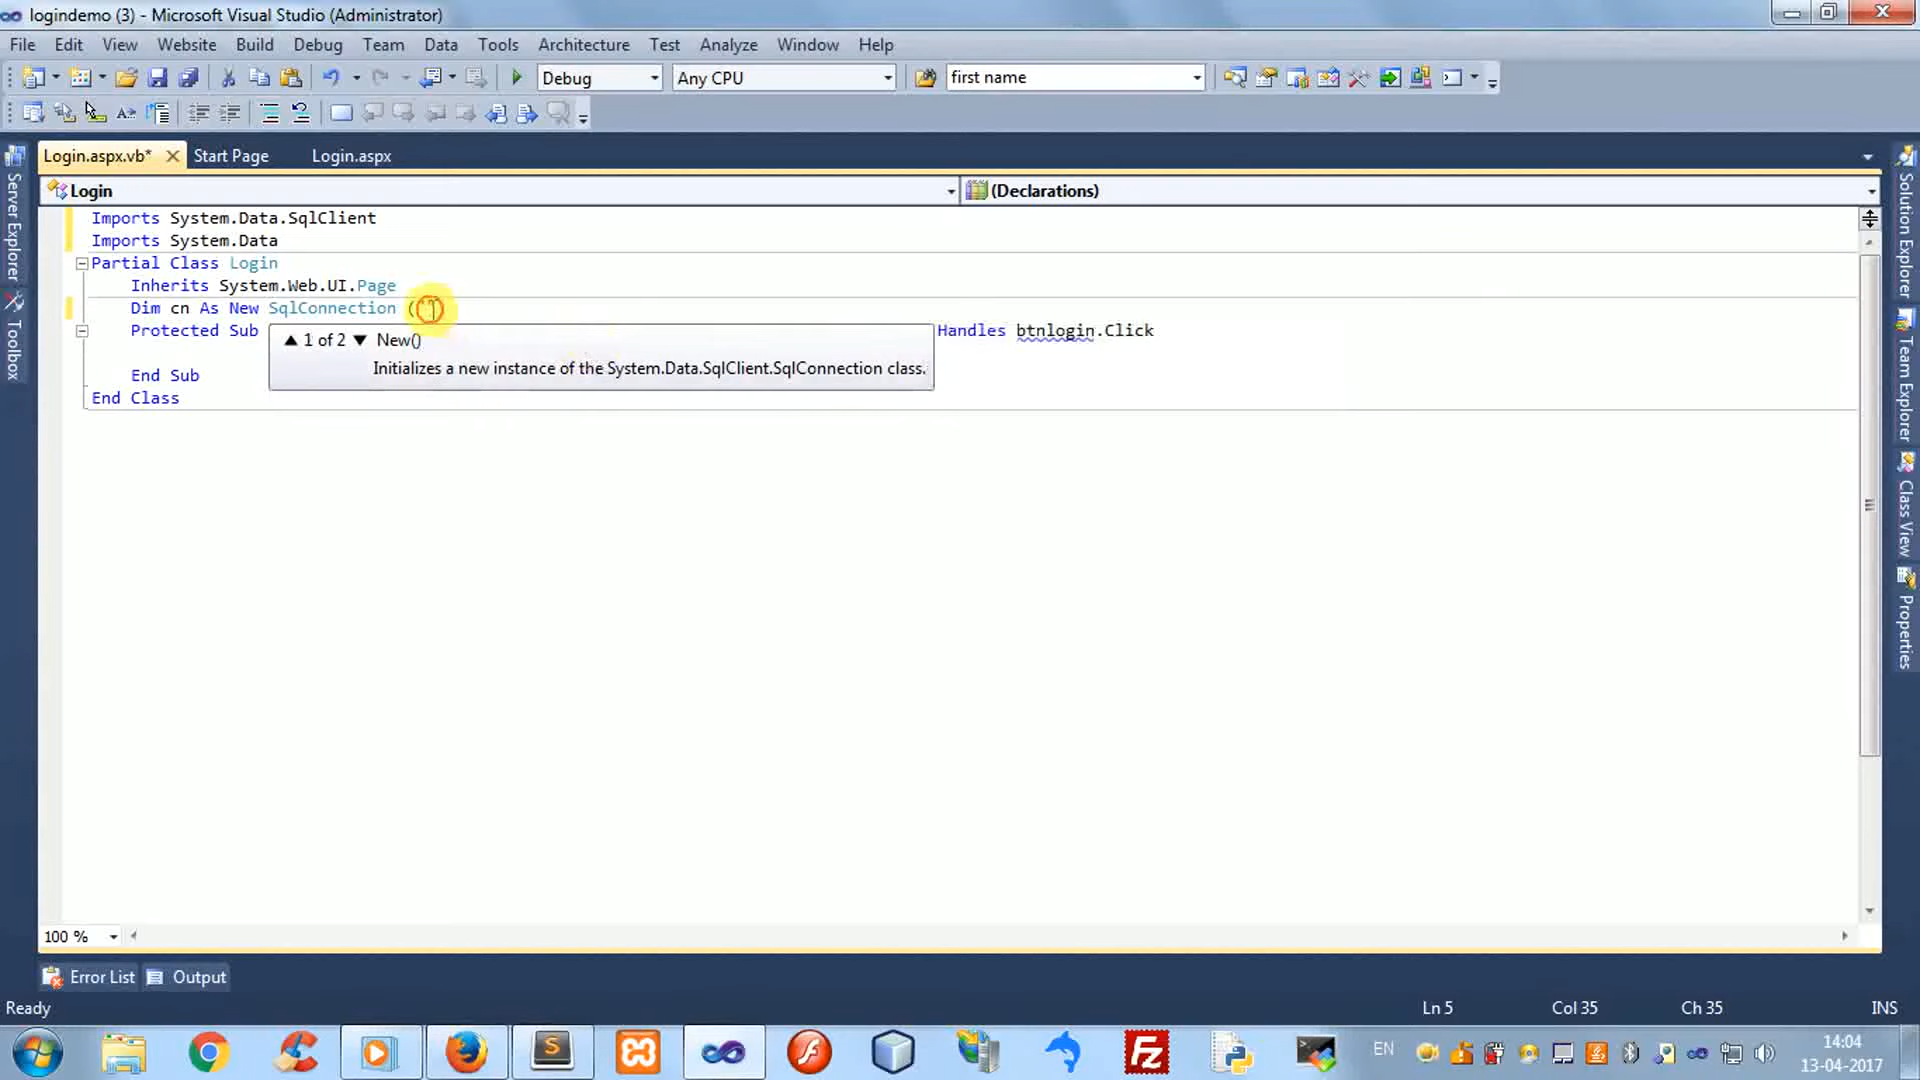 logindemo (3) - Microsoft Visual Studio (Administrator)
File Edit View Website Build Debug Team Data Tools Architecture Test Analyze Window Help
Debug Any CPU first name
Login.aspx.vb* Start Page Login.aspx
Login (Declarations)
Server Explorer
Toolbox
Imports System.Data.SqlClient
Imports System.Data
Partial Class Login
Inherits System.Web.UI.Page
Dim cn As New SqlConnection (
Protected Sub Handles btnlogin.Click
1 of 2 New()
Initializes a new instance of the System.Data.SqlClient.SqlConnection class.
End Sub
End Class
Solution Explorer
Team Explorer
Class View
Properties
100 %
Error List Output
Ready Ln 5 Col 35 Ch 35 INS
EN 14:04
13-04-2017